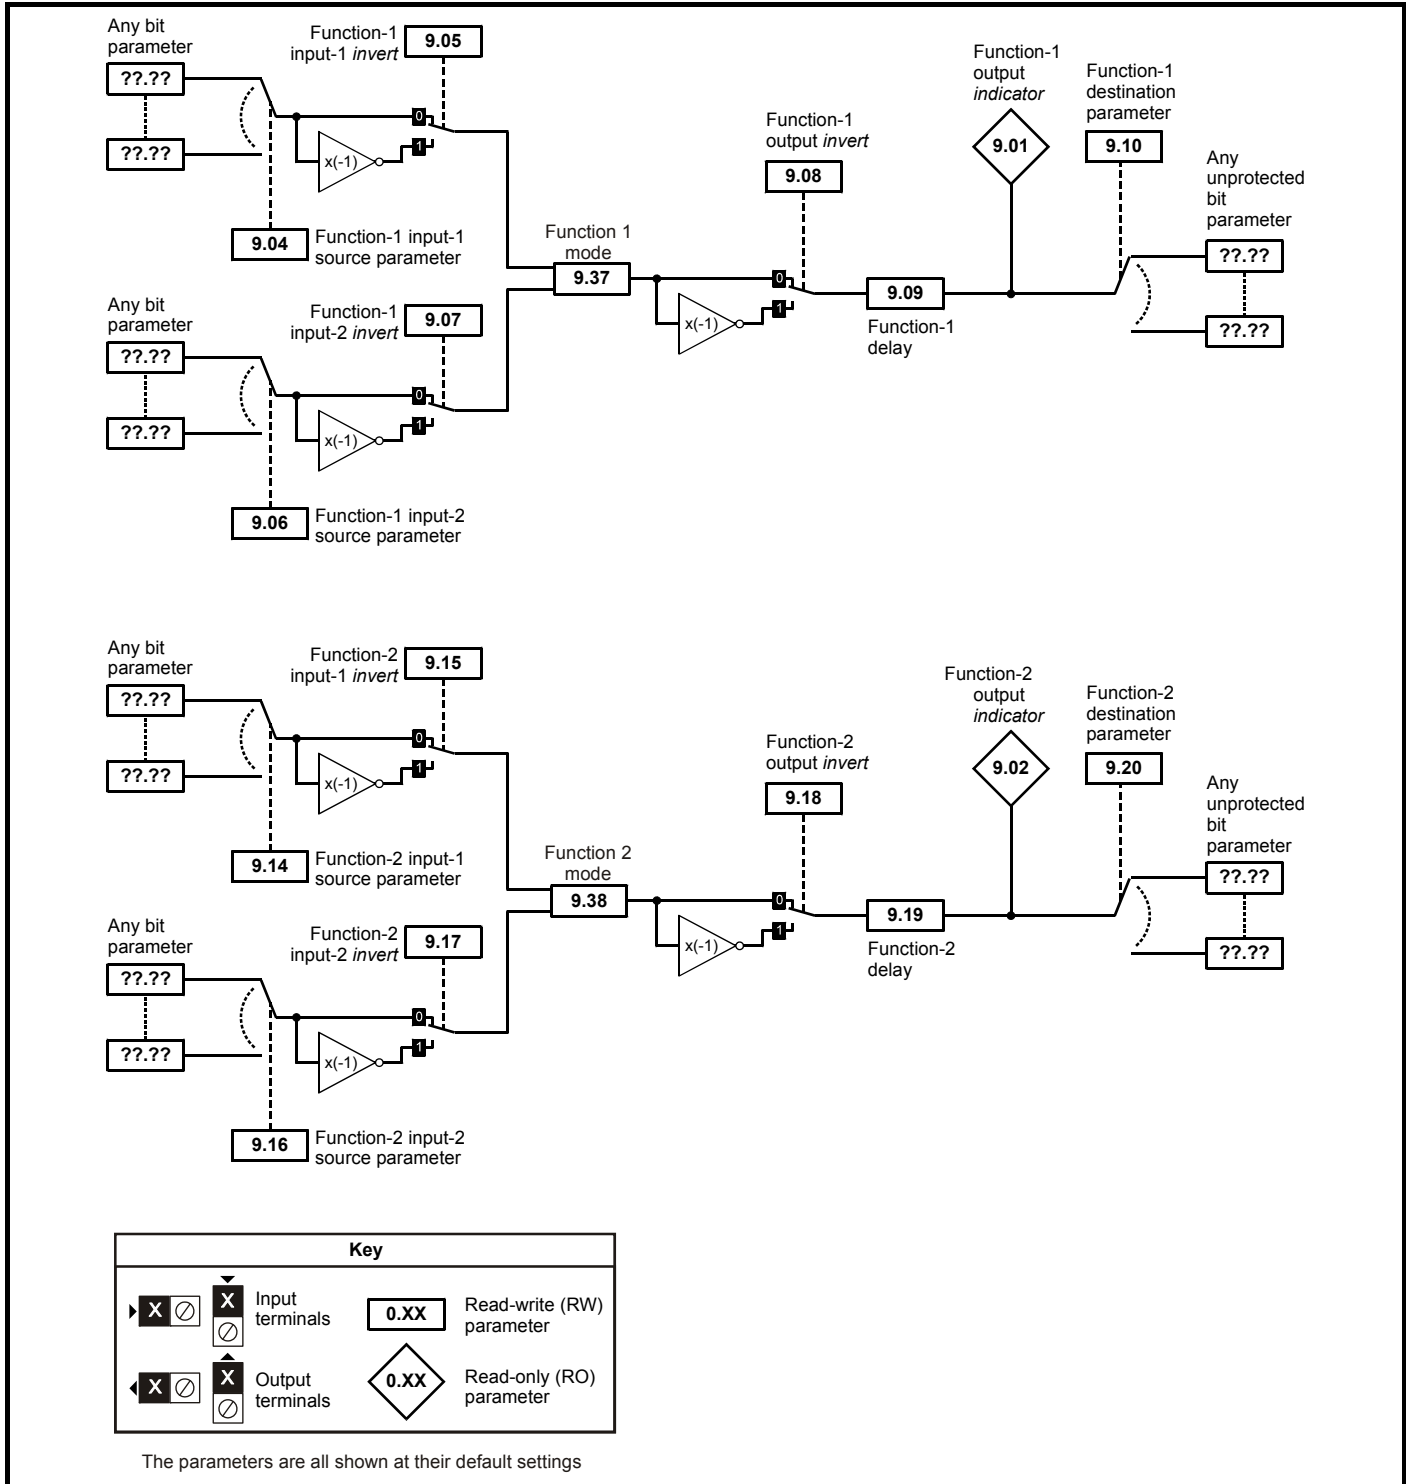 Any bit
parameter
??.??
??.??
Function-1
input-1 invert
9.05
0
1
x(-1)
9.04
Function-1 input-1
source parameter
Any bit
parameter
??.??
??.??
Function-1
input-2 invert
9.07
0
1
x(-1)
9.06
Function-1 input-2
source parameter
Function 1
mode
9.37
x(-1)
Function-1
output invert
9.08
0
1
9.09
Function-1
delay
Function-1
output
indicator
9.01
Function-1
destination
parameter
9.10
Any
unprotected
bit
parameter
??.??
??.??
Any bit
parameter
??.??
??.??
Function-2
input-1 invert
9.15
0
1
x(-1)
9.14
Function-2 input-1
source parameter
Any bit
parameter
??.??
??.??
Function-2
input-2 invert
9.17
0
1
x(-1)
9.16
Function-2 input-2
source parameter
Function 2
mode
9.38
x(-1)
Function-2
output invert
9.18
0
1
9.19
Function-2
delay
Function-2
output
indicator
9.02
Function-2
destination
parameter
9.20
Any
unprotected
bit
parameter
??.??
??.??
Key
X
X
Input
terminals
0.XX
Read-write (RW)
parameter
X
X
Output
terminals
0.XX
Read-only (RO)
parameter
The parameters are all shown at their default settings